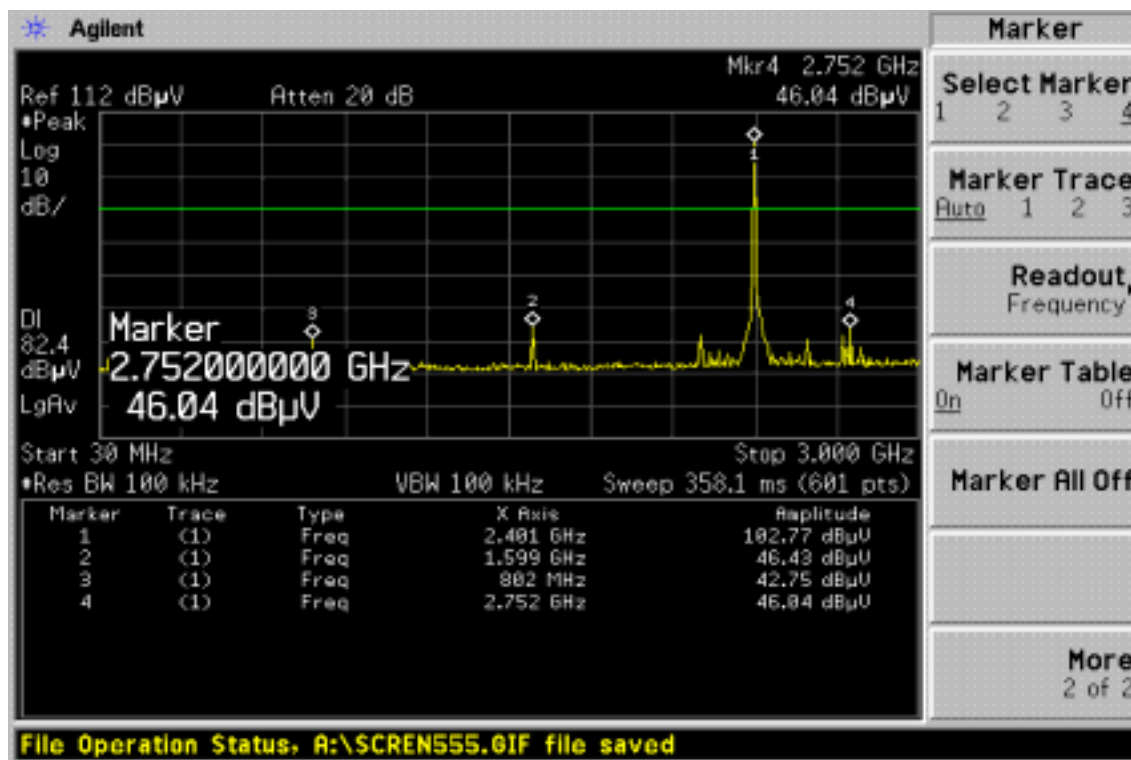 Agilent
Marker
Mkr4 2.752 GHz
Ref 112 dBµV Atten 20 dB 46.04 dBµV
Peak
Log
10
dB/
1
2
3
4
DI
82.4
dBµV
LgAv
Marker
2.752000000 GHz
46.04 dBµV
Start 30 MHz Stop 3.000 GHz
Res BW 100 kHz VBW 100 kHz Sweep 358.1 ms (601 pts)
Marker Trace Type X Axis Amplitude
1 (1) Freq 2.401 GHz 102.77 dBµV
2 (1) Freq 1.599 GHz 46.43 dBµV
3 (1) Freq 802 MHz 42.75 dBµV
4 (1) Freq 2.752 GHz 46.04 dBµV
Select Marker
1 2 3 4
Marker Trace
Auto 1 2 3
Readout
Frequency
Marker Table
On Off
Marker All Off
More
2 of 2
File Operation Status, A:\SCREN555.GIF file saved